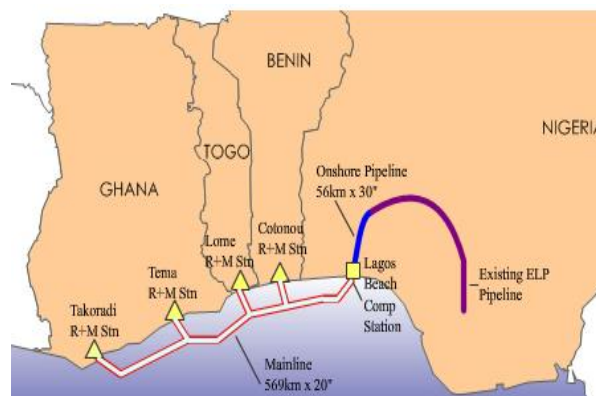 BENIN
NIGERIA
TOGO
GHANA
Onshore Pipeline
56km x 30"
Lome
R+M Stn
Cotonou
R+M Stn
Tema
R+M Stn
Lagos
Beach
Comp
Station
Existing ELP
Pipeline
Takoradi
R+M Stn
Mainline
569km x 20"